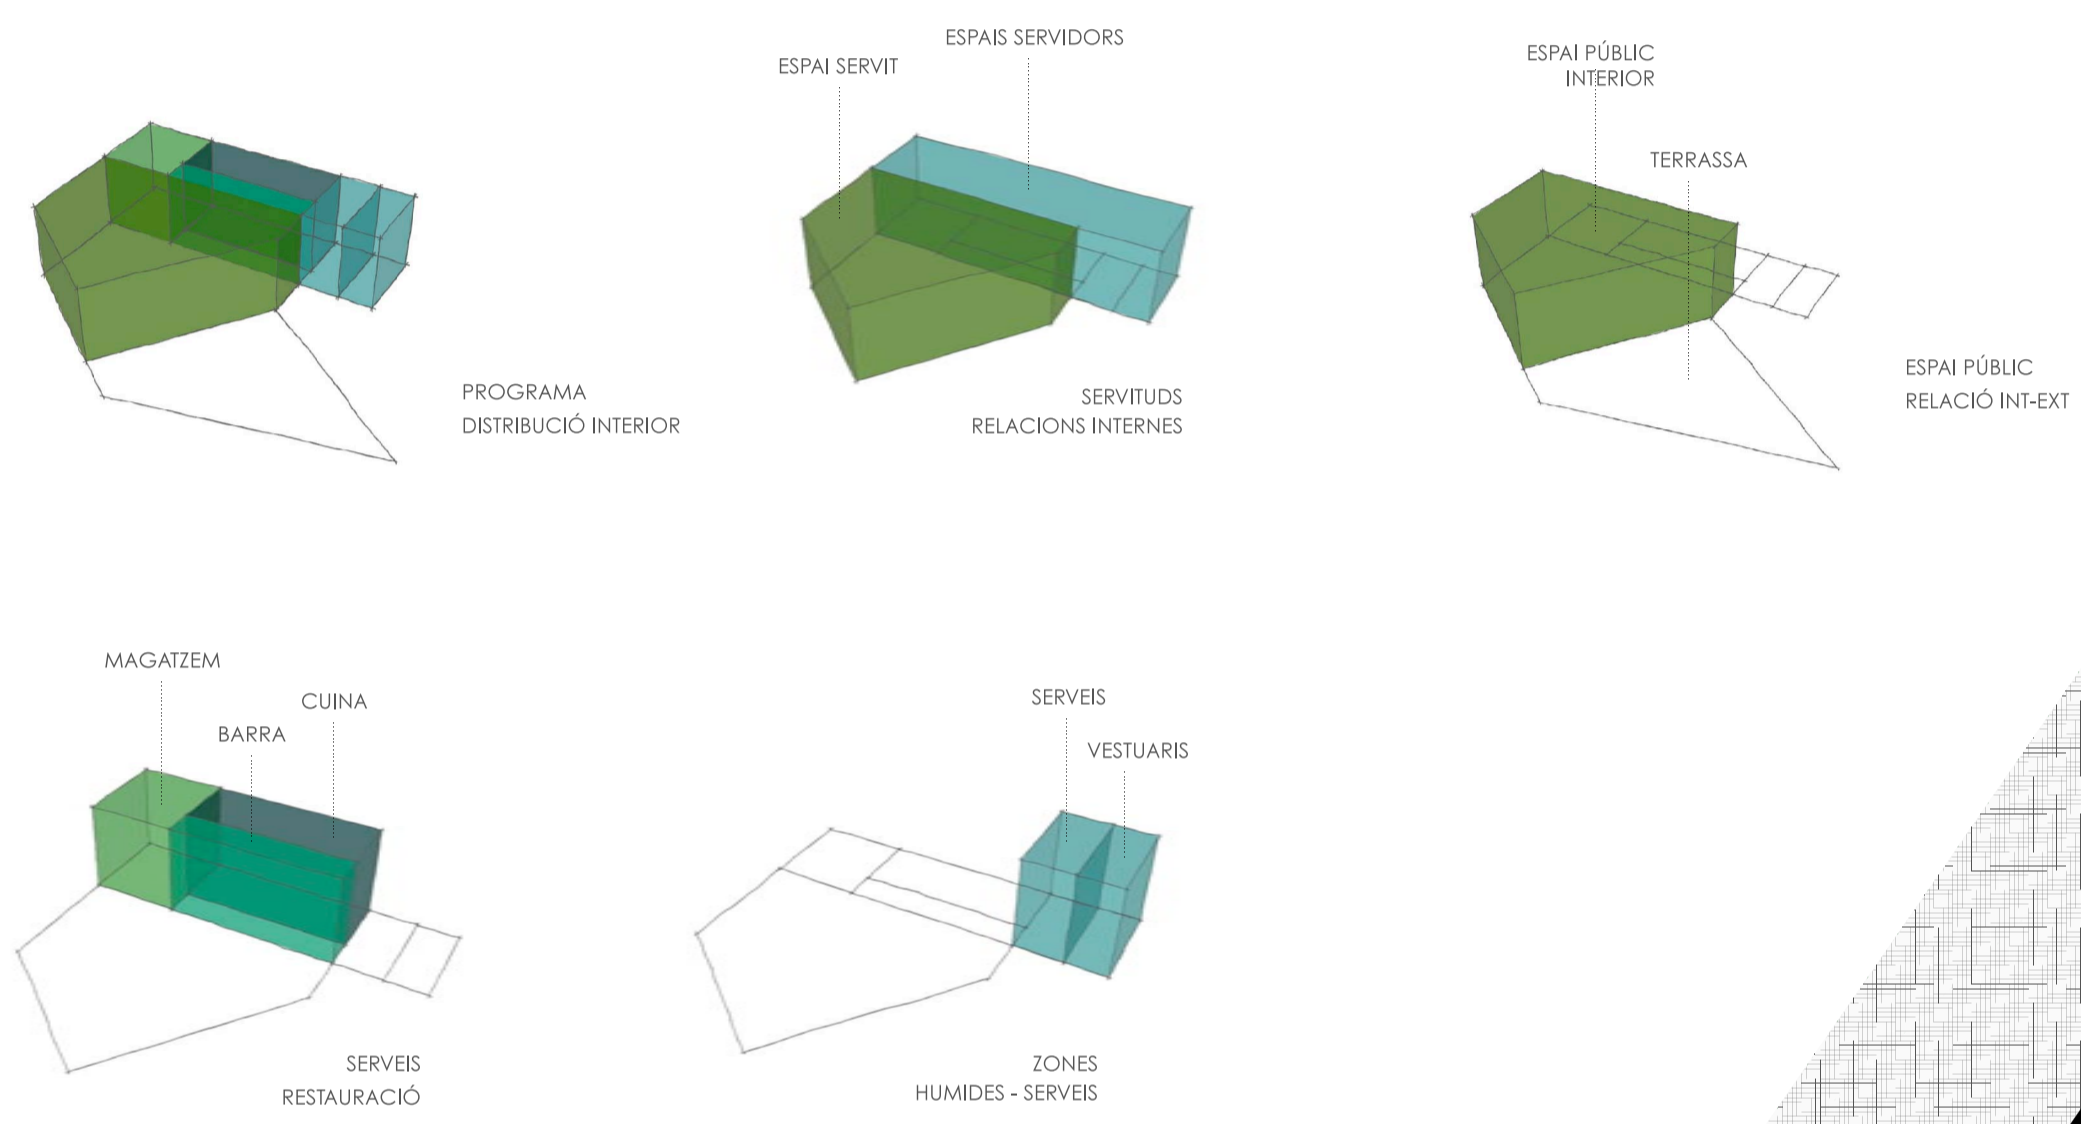 ESPAI SERVIT
ESPAIS SERVIDORS
ESPAI PÚBLIC
INTERIOR
TERRASSA
PROGRAMA
DISTRIBUCIÓ INTERIOR
SERVITUDS
RELACIONS INTERNES
ESPAI PÚBLIC
RELACIÓ INT-EXT
MAGATZEM
CUINA
BARRA
SERVEIS
RESTAURACIÓ
SERVEIS
VESTUARIS
ZONES
HUMIDES - SERVEIS